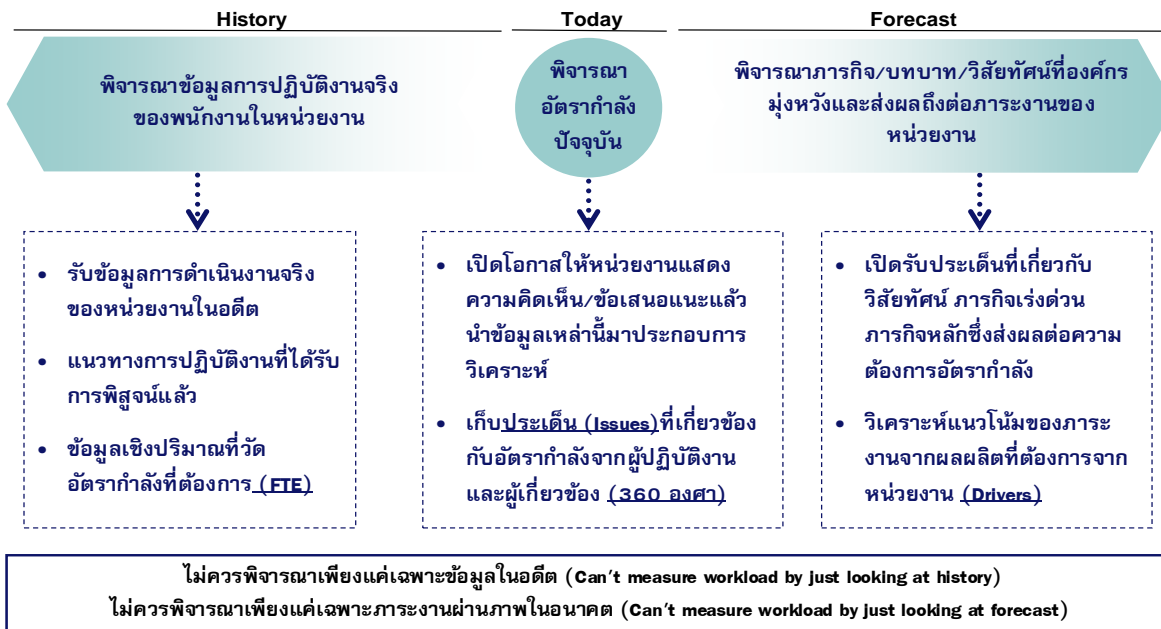 History
Today
Forecast
พิจารณาข้อมูลการปฏิบัติงานจริง
ของพนักงานในหน่วยงาน
พิจารณา
อัตรากำลัง
ปัจจุบัน
พิจารณาภารกิจ/บทบาท/วิสัยทัศน์ที่องค์กร
มุ่งหวังและส่งผลถึงต่อภาระงานของ
หน่วยงาน
• รับข้อมูลการดำเนินงานจริง
ของหน่วยงานในอดีต
• แนวทางการปฏิบัติงานที่ได้รับ
การพิสูจน์แล้ว
• ข้อมูลเชิงปริมาณที่วัด
อัตรากำลังที่ต้องการ (FTE)
• เปิดโอกาสให้หน่วยงานแสดง
ความคิดเห็น/ข้อเสนอแนะแล้ว
นำข้อมูลเหล่านี้มาประกอบการ
วิเคราะห์
• เก็บประเด็น (Issues)ที่เกี่ยวข้อง
กับอัตรากำลังจากผู้ปฏิบัติงาน
และผู้เกี่ยวข้อง (360 องศา)
• เปิดรับประเด็นที่เกี่ยวกับ
วิสัยทัศน์ ภารกิจเร่งด่วน
ภารกิจหลักซึ่งส่งผลต่อความ
ต้องการอัตรากำลัง
• วิเคราะห์แนวโน้มของภาระ
งานจากผลผลิตที่ต้องการจาก
หน่วยงาน (Drivers)
ไม่ควรพิจารณาเพียงแค่เฉพาะข้อมูลในอดีต (Can't measure workload by just looking at history)
ไม่ควรพิจารณาเพียงแค่เฉพาะภาระงานผ่านภาพในอนาคต (Can't measure workload by just looking at forecast)